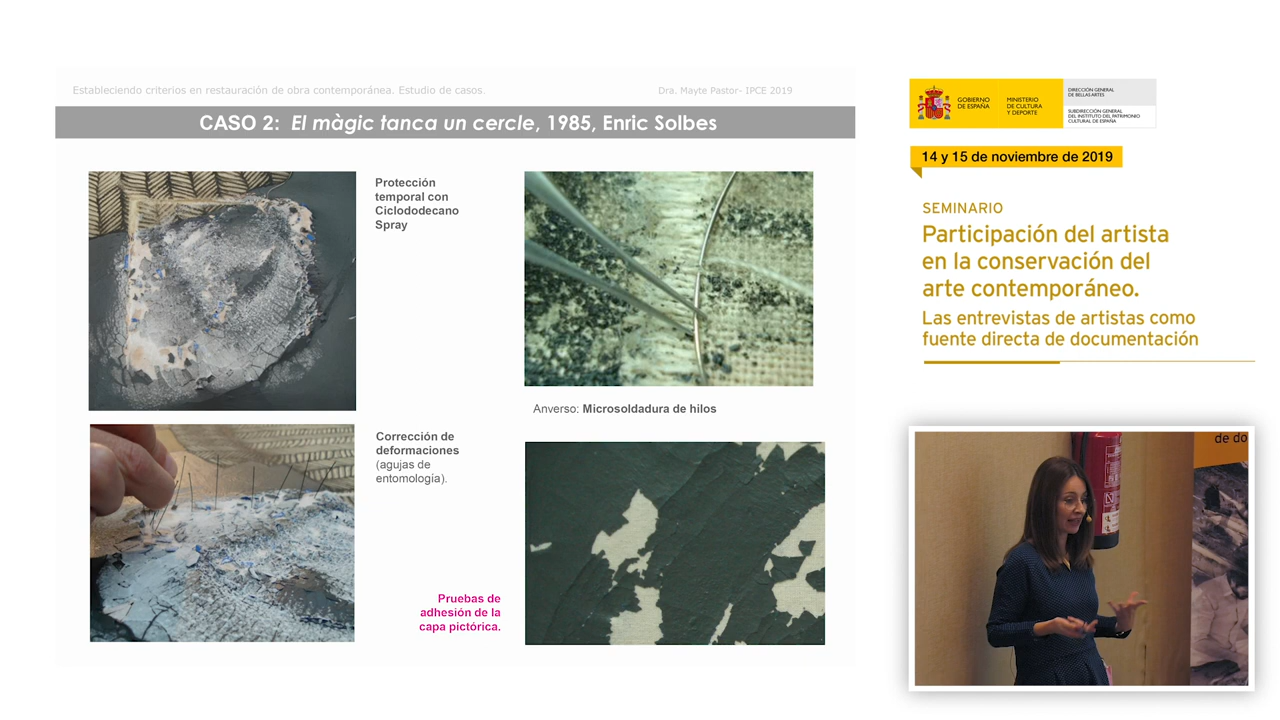 Estableciendo criterios en restauración de obra contemporánea. Estudio de casos.
Dra. Mayte Pastor- IPCE 2019
CASO 2: El màgic tanca un cercle, 1985, Enric Solbes
Protección
temporal con
Ciclododecano
Spray
Anverso: Microsoldadura de hilos
Corrección de
deformaciones
(agujas de
entomología).
Pruebas de
adhesión de la
capa pictórica.
GOBIERNO
DE ESPAÑA
MINISTERIO
DE CULTURA
Y DEPORTE
DIRECCIÓN GENERAL
DE BELLAS ARTES
SUBDIRECCIÓN GENERAL
DEL INSTITUTO DEL PATRIMONIO
CULTURAL DE ESPAÑA
14 y 15 de noviembre de 2019
SEMINARIO
Participación del artista
en la conservación del
arte contemporáneo.
Las entrevistas de artistas como
fuente directa de documentación
de do